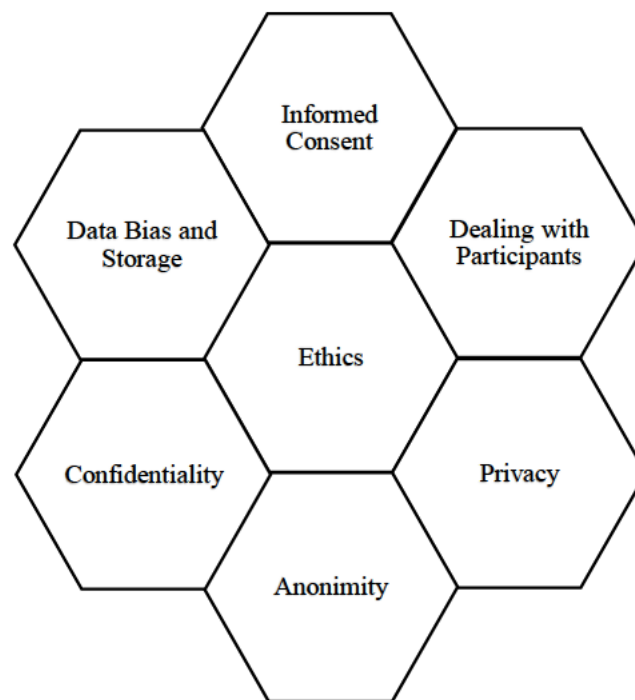 Informed
Consent
Data Bias and
Storage
Dealing with
Participants
Ethics
Confidentiality
Privacy
Anonimity